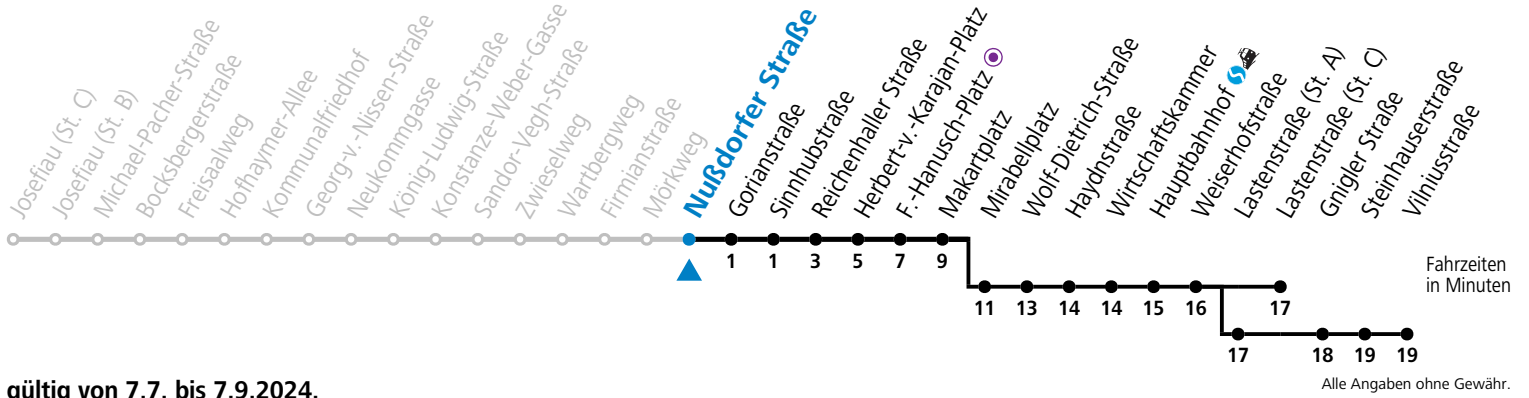 Josefiau (St. C)
Josefiau (St. B)
Michael-Pacher-Straße
Bocksbergerstraße
Freisaalweg
Hofhaymer-Allee
Kommunalfriedhof
Georg-v.-Nissen-Straße
Neukommgasse
König-Ludwig-Straße
Konstanze-Weber-Gasse
Sandor-Vegh-Straße
Zwieselweg
Wartbergweg
Firmianstraße
Mörkweg
Nußdorfer Straße
Gorianstraße
Sinnhubstraße
Reichenhaller Straße
Herbert-v.-Karajan-Platz
F.-Hanusch-Platz
Makartplatz
Mirabellplatz
Wolf-Dietrich-Straße
Haydnstraße
Wirtschaftskammer
Hauptbahnhof
Weiserhofstraße
Lastenstraße (St. A)
Lastenstraße (St. C)
Gnigler Straße
Steinhauserstraße
Vilniusstraße
1 1 3 5 7 9
Fahrzeiten
in Minuten
11 13 14 14 15 16 17
17 18 19 19
Alle Angaben ohne Gewähr.
gültig von 7.7. bis 7.9.2024.